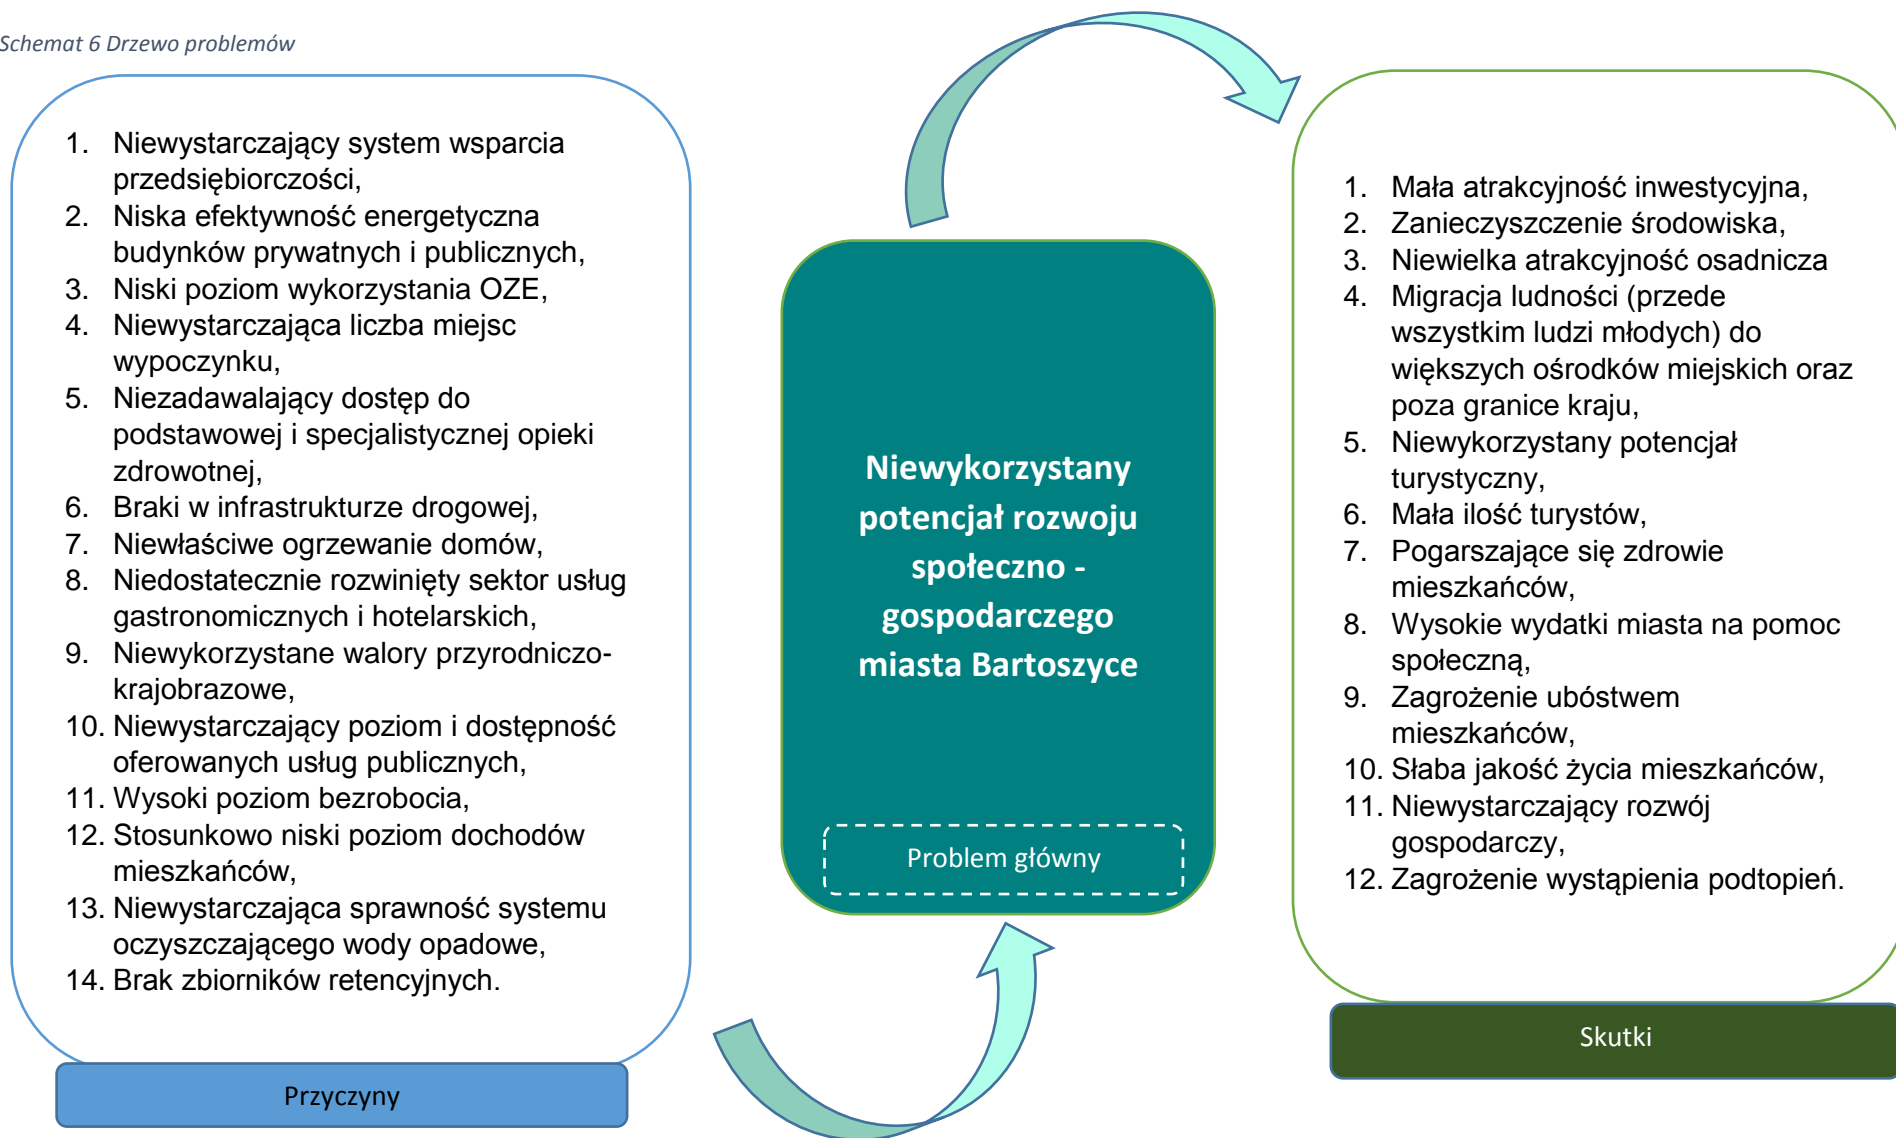 Schemat 6 Drzewo problemów
1. Niewystarczający system wsparcia
przedsiębiorczości,
2. Niska efektywność energetyczna
budynków prywatnych i publicznych,
3. Niski poziom wykorzystania OZE,
4. Niewystarczająca liczba miejsc
wypoczynku,
5. Niezadawalający dostęp do
podstawowej i specjalistycznej opieki
zdrowotnej,
6. Braki w infrastrukturze drogowej,
7. Niewłaściwe ogrzewanie domów,
8. Niedostatecznie rozwinięty sektor usług
gastronomicznych i hotelarskich,
9. Niewykorzystane walory przyrodniczo-
krajobrazowe,
10. Niewystarczający poziom i dostępność
oferowanych usług publicznych,
11. Wysoki poziom bezrobocia,
12. Stosunkowo niski poziom dochodów
mieszkańców,
13. Niewystarczająca sprawność systemu
oczyszczającego wody opadowe,
14. Brak zbiorników retencyjnych.
Przyczyny
Niewykorzystany
potencjał rozwoju
społeczno -
gospodarczego
miasta Bartoszyce
Problem główny
1. Mała atrakcyjność inwestycyjna,
2. Zanieczyszczenie środowiska,
3. Niewielka atrakcyjność osadnicza
4. Migracja ludności (przede
wszystkim ludzi młodych) do
większych ośrodków miejskich oraz
poza granice kraju,
5. Niewykorzystany potencjał
turystyczny,
6. Mała ilość turystów,
7. Pogarszające się zdrowie
mieszkańców,
8. Wysokie wydatki miasta na pomoc
społeczną,
9. Zagrożenie ubóstwem
mieszkańców,
10. Słaba jakość życia mieszkańców,
11. Niewystarczający rozwój
gospodarczy,
12. Zagrożenie wystąpienia podtopień.
Skutki